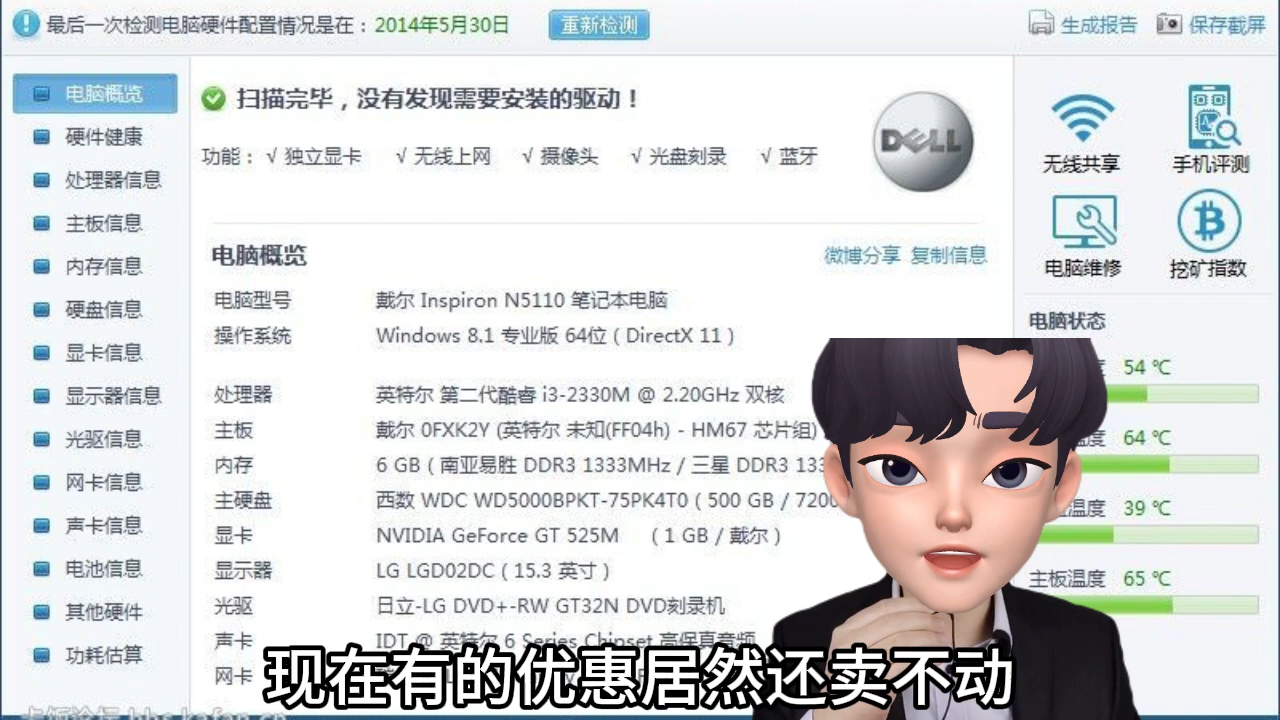 最后一次检测电脑硬件配置情况是在：2014年5月30日 重新检测 生成报告 保存截屏
电脑概览
硬件健康
处理器信息
主板信息
内存信息
硬盘信息
显卡信息
显示器信息
光驱信息
网卡信息
声卡信息
电池信息
其他硬件
功耗估算
扫描完毕，没有发现需要安装的驱动！
功能： √ 独立显卡 √ 无线上网 √ 摄像头 √ 光盘刻录 √ 蓝牙
DELL
电脑概览 微博分享 复制信息
电脑型号 戴尔 Inspiron N5110 笔记本电脑
操作系统 Windows 8.1 专业版 64位 ( DirectX 11 )
处理器 英特尔 第二代酷睿 i3-2330M @ 2.20GHz 双核
主板 戴尔 0FXK2Y (英特尔 未知(FF04h) - HM67 芯片组)
内存 6 GB ( 南亚易胜 DDR3 1333MHz / 三星 DDR3 133
主硬盘 西数 WDC WD5000BPKT-75PK4T0 ( 500 GB / 7200
显卡 NVIDIA GeForce GT 525M ( 1 GB / 戴尔 )
显示器 LG LGD02DC ( 15.3 英寸 )
光驱 日立-LG DVD+-RW GT32N DVD刻录机
声卡 IDT @ 英特尔 6 Series Chipset 高保真音频
网卡
无线共享 手机评测
电脑维修 挖矿指数
电脑状态
54 ℃
度 64 ℃
温度 39 ℃
主板温度 65 ℃
现在有的优惠居然还卖不动